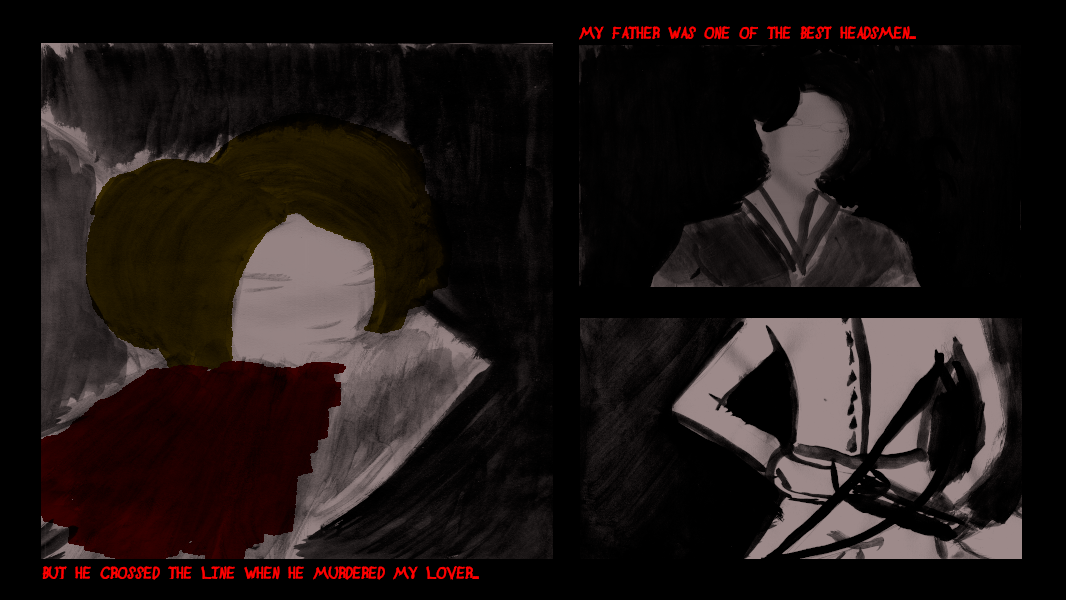 MY FATHER WAS ONE OF THE BEST HEADSMEN...
BUT HE CROSSED THE LINE WHEN HE MURDERED MY LOVER...